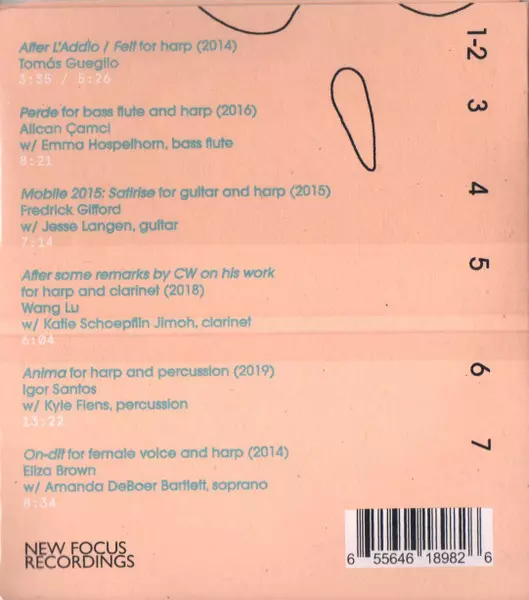 After L'Addio / Felt for harp (2014)
Tomás Gueglio
3:35 / 5:26
1-2
Perde for bass flute and harp (2016)
Alican Çamci
w/ Emma Hospelhorn, bass flute
8:21
3
Mobile 2015: Satirise for guitar and harp (2015)
Fredrick Gifford
w/ Jesse Langen, guitar
7:14
4
After some remarks by CW on his work
for harp and clarinet (2018)
Wang Lu
w/ Katie Schoepflin Jimoh, clarinet
6:04
5
Anima for harp and percussion (2019)
Igor Santos
w/ Kyle Flens, percussion
13:22
6
On-dit for female voice and harp (2014)
Eliza Brown
w/ Amanda DeBoer Bartlett, soprano
8:34
7
NEW FOCUS
RECORDINGS
6 55646 18982 6